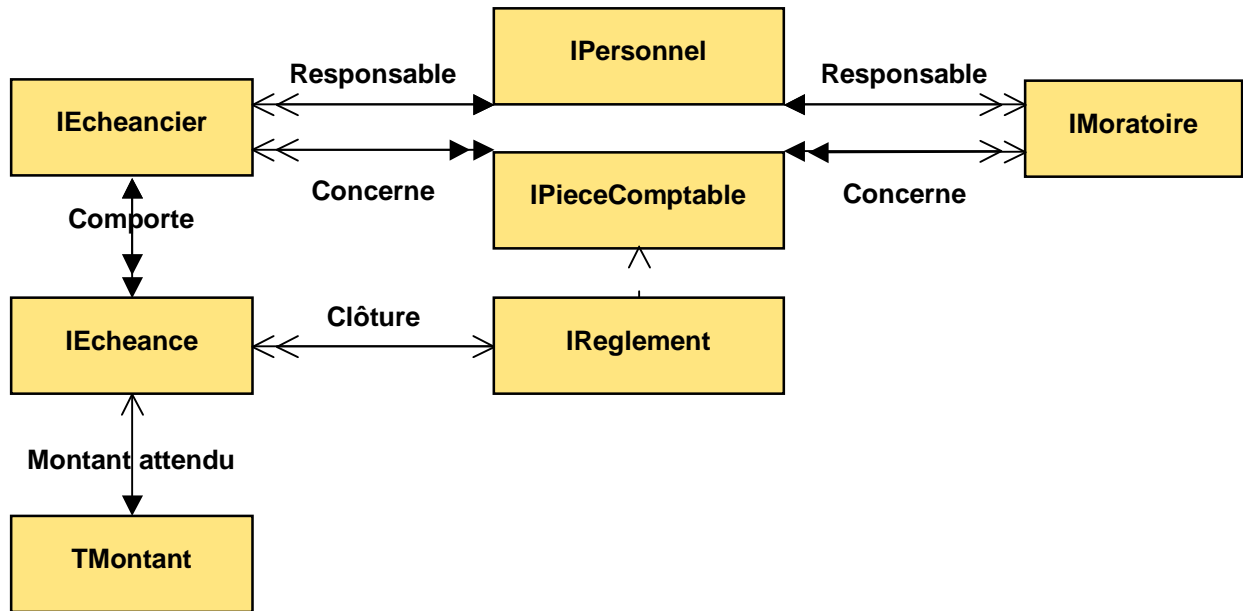 IPersonnel
Responsable
Responsable
IEcheancier
IMoratoire
Concerne
IPieceComptable
Concerne
Comporte
IEcheance
Clôture
IReglement
Montant attendu
TMontant